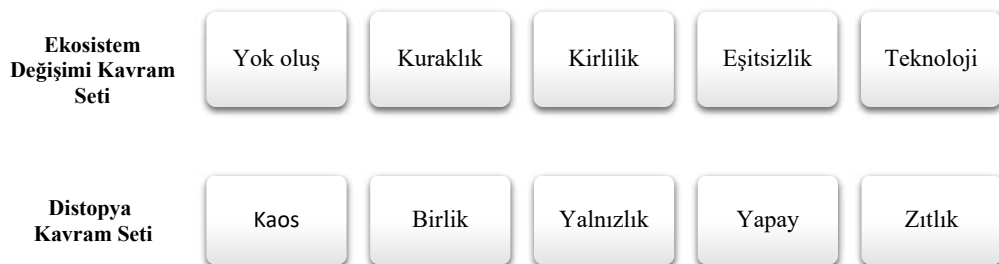 Ekosistem
Değişimi Kavram
Seti
Yok oluş
Kuraklık
Kirlilik
Eşitsizlik
Teknoloji
Distopya
Kavram Seti
Kaos
Birlik
Yalnızlık
Yapay
Zıtlık